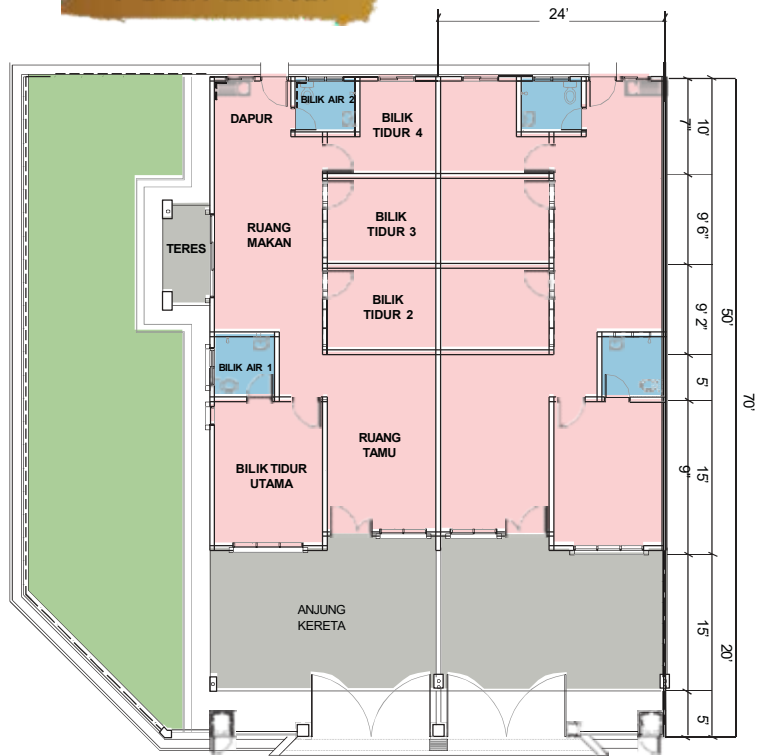 24'
BILIK AIR 2
DAPUR
BILIK
TIDUR 4
10'
7"
RUANG
MAKAN
BILIK
TIDUR 3
9' 6"
TERES
BILIK
TIDUR 2
9' 2"
50'
BILIK AIR 1
5'
70'
RUANG
TAMU
BILIK TIDUR
UTAMA
15'
9"
ANJUNG
KERETA
15'
20'
5'